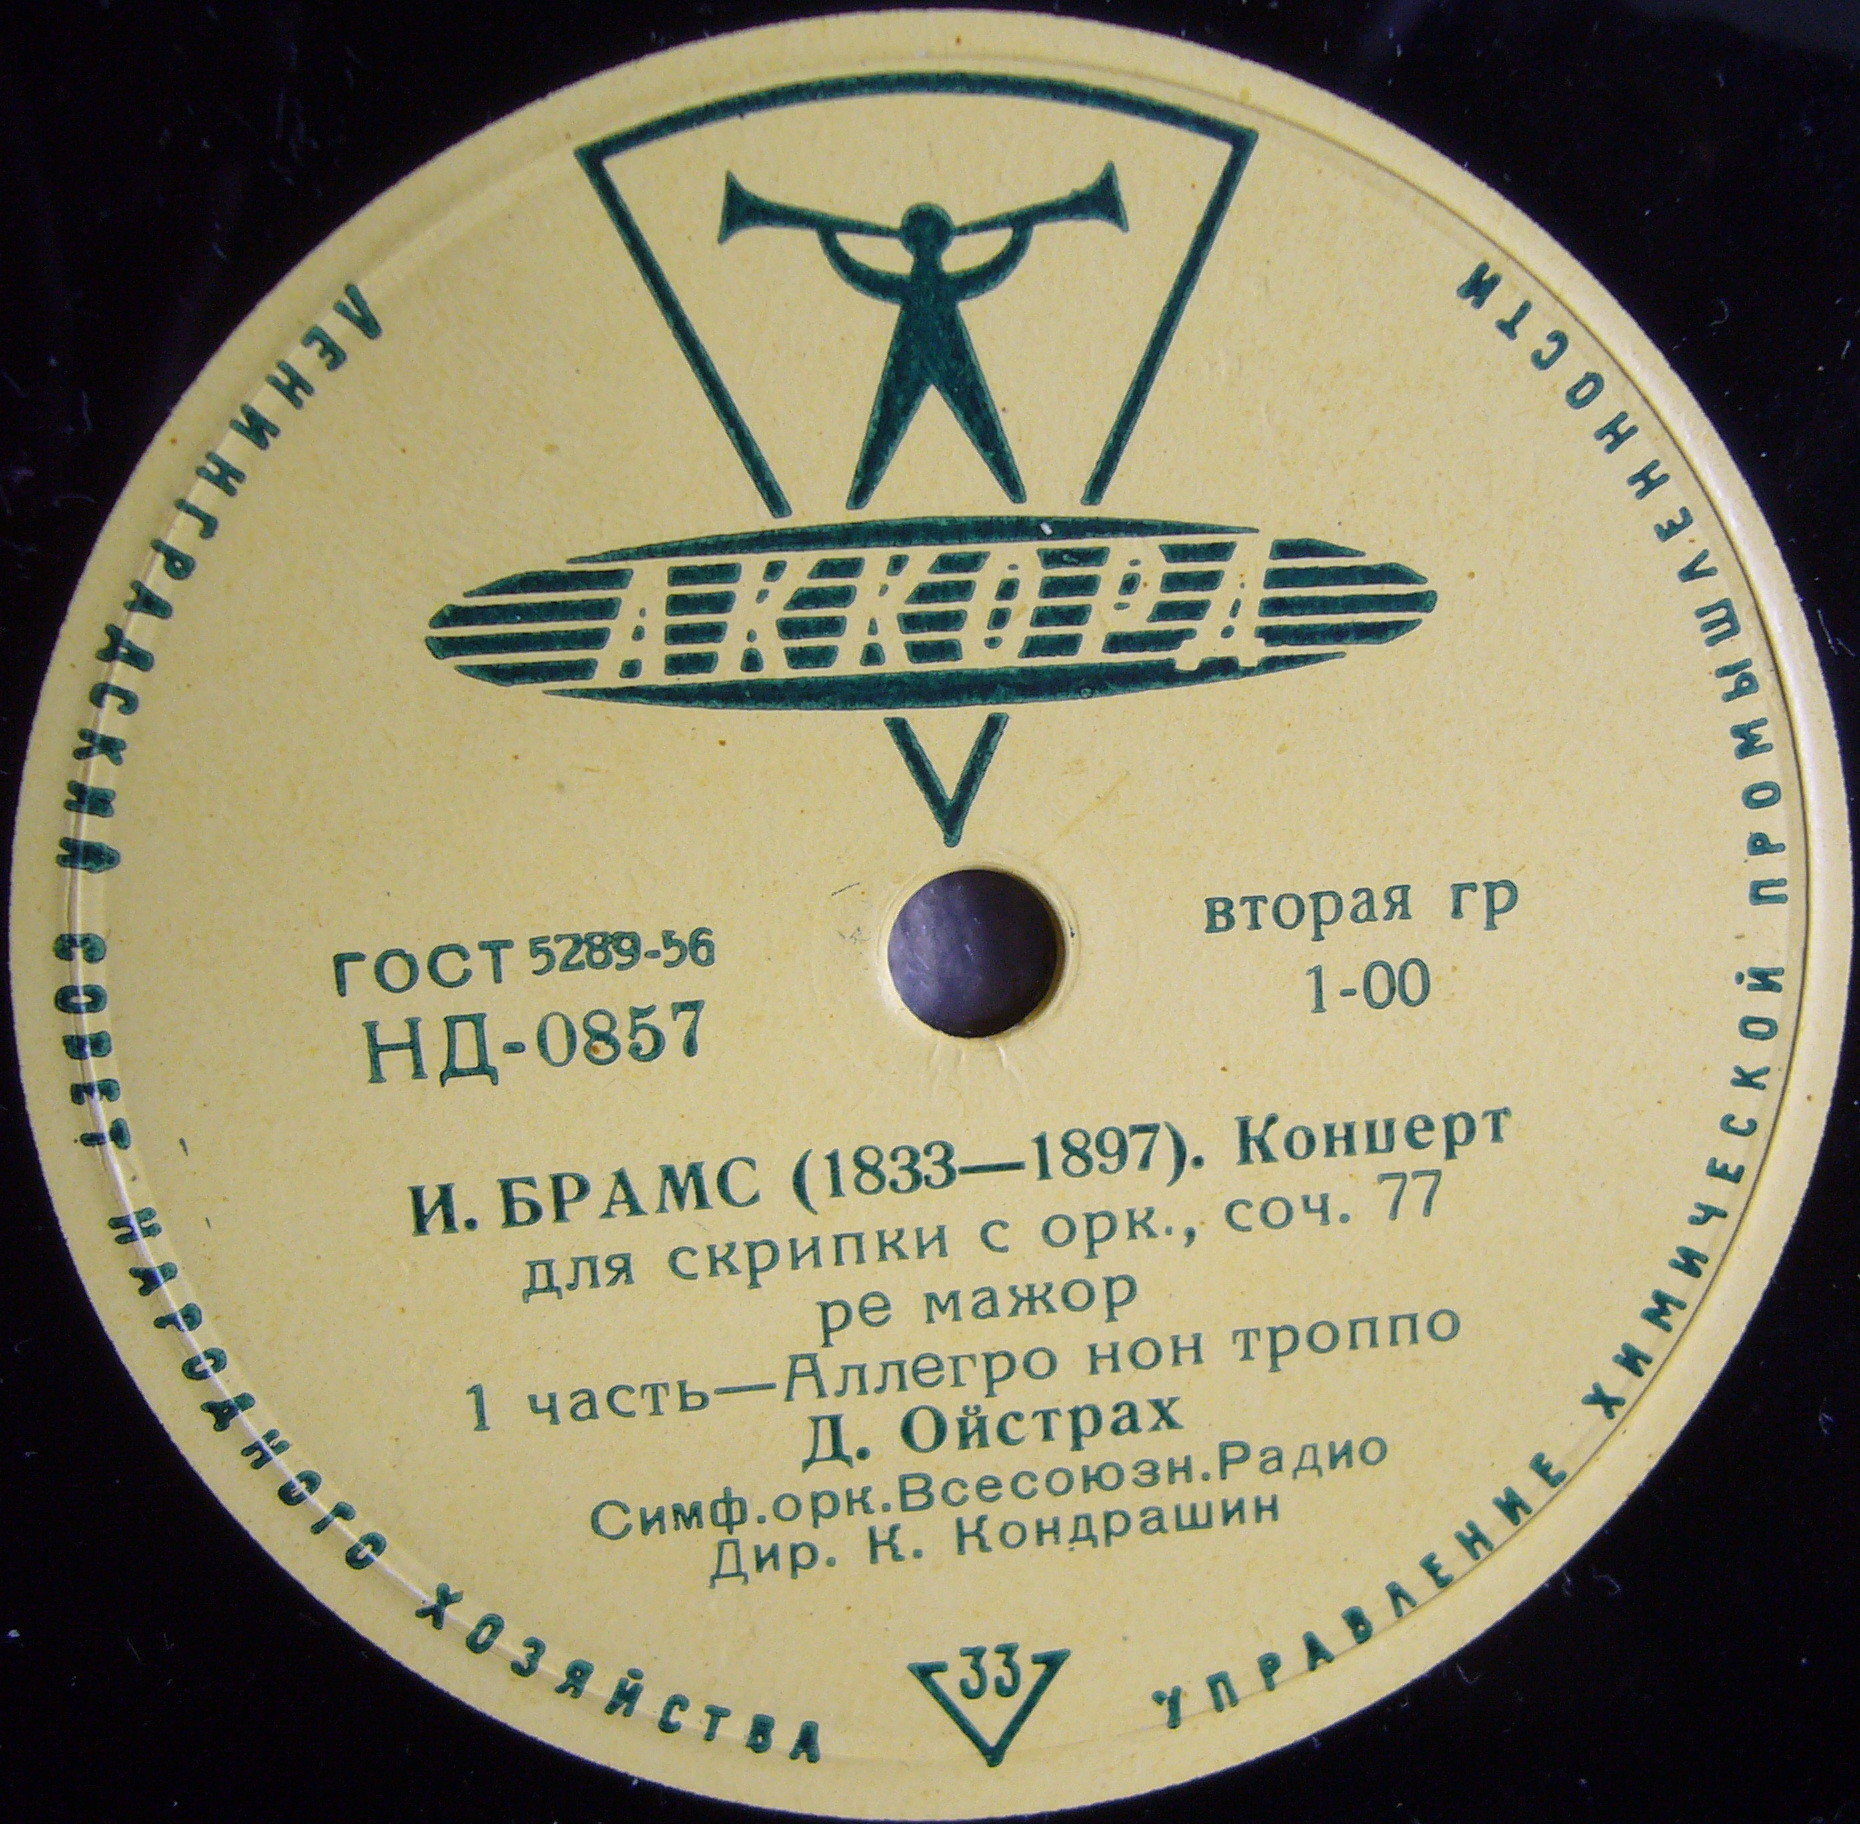 АККОРД
ЛЕНИНГРАДСКИЙ СОВЕТ НАРОДНОГО ХОЗЯЙСТВА
УПРАВЛЕНИЕ ХИМИЧЕСКОЙ ПРОМЫШЛЕННОСТИ
ГОСТ 5289-56
НД-0857
вторая гр
1-00
И. БРАМС (1833—1897). Концерт
для скрипки с орк., соч. 77
ре мажор
1 часть—Аллегро нон троппо
Д. Ойстрах
Симф.орк.Всесоюзн.Радио
Дир. К. Кондрашин
33